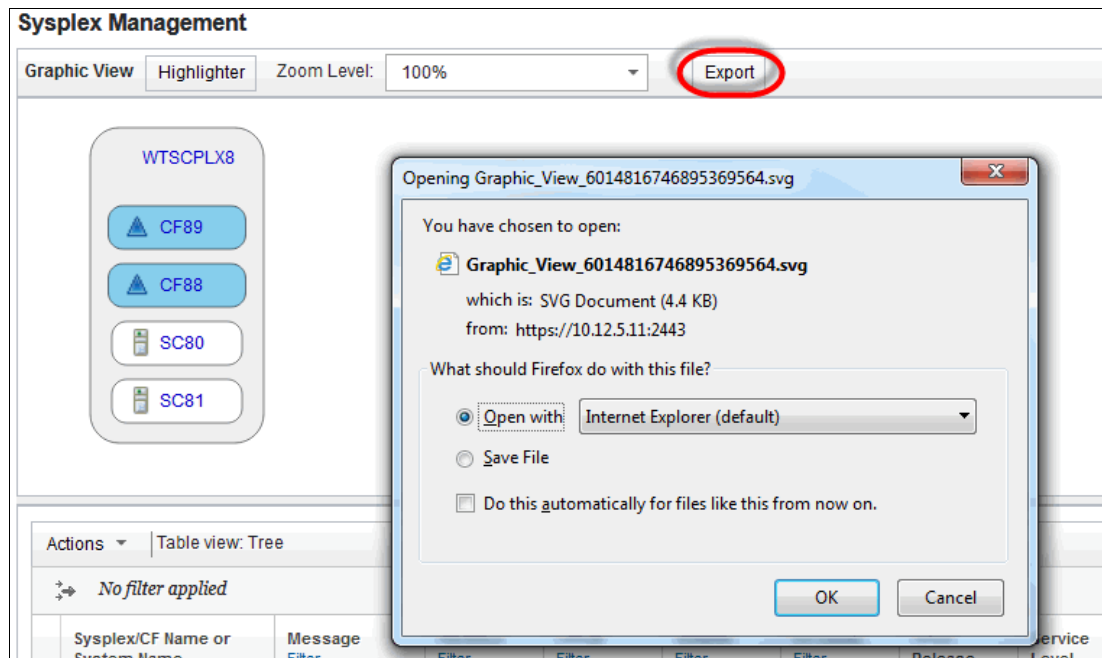 Sysplex Management
Graphic View Highlighter Zoom Level: 100% Export
WTSCPLX8
CF89
CF88
SC80
SC81
Opening Graphic_View_6014816746895369564.svg
You have chosen to open:
Graphic_View_6014816746895369564.svg
which is: SVG Document (4.4 KB)
from: https://10.12.5.11:2443
What should Firefox do with this file?
Open with Internet Explorer (default)
Save File
Do this automatically for files like this from now on.
OK Cancel
Actions Table view: Tree
No filter applied
Sysplex/CF Name or Message
System Name Filter Filter Filter Filter Filter Release Level